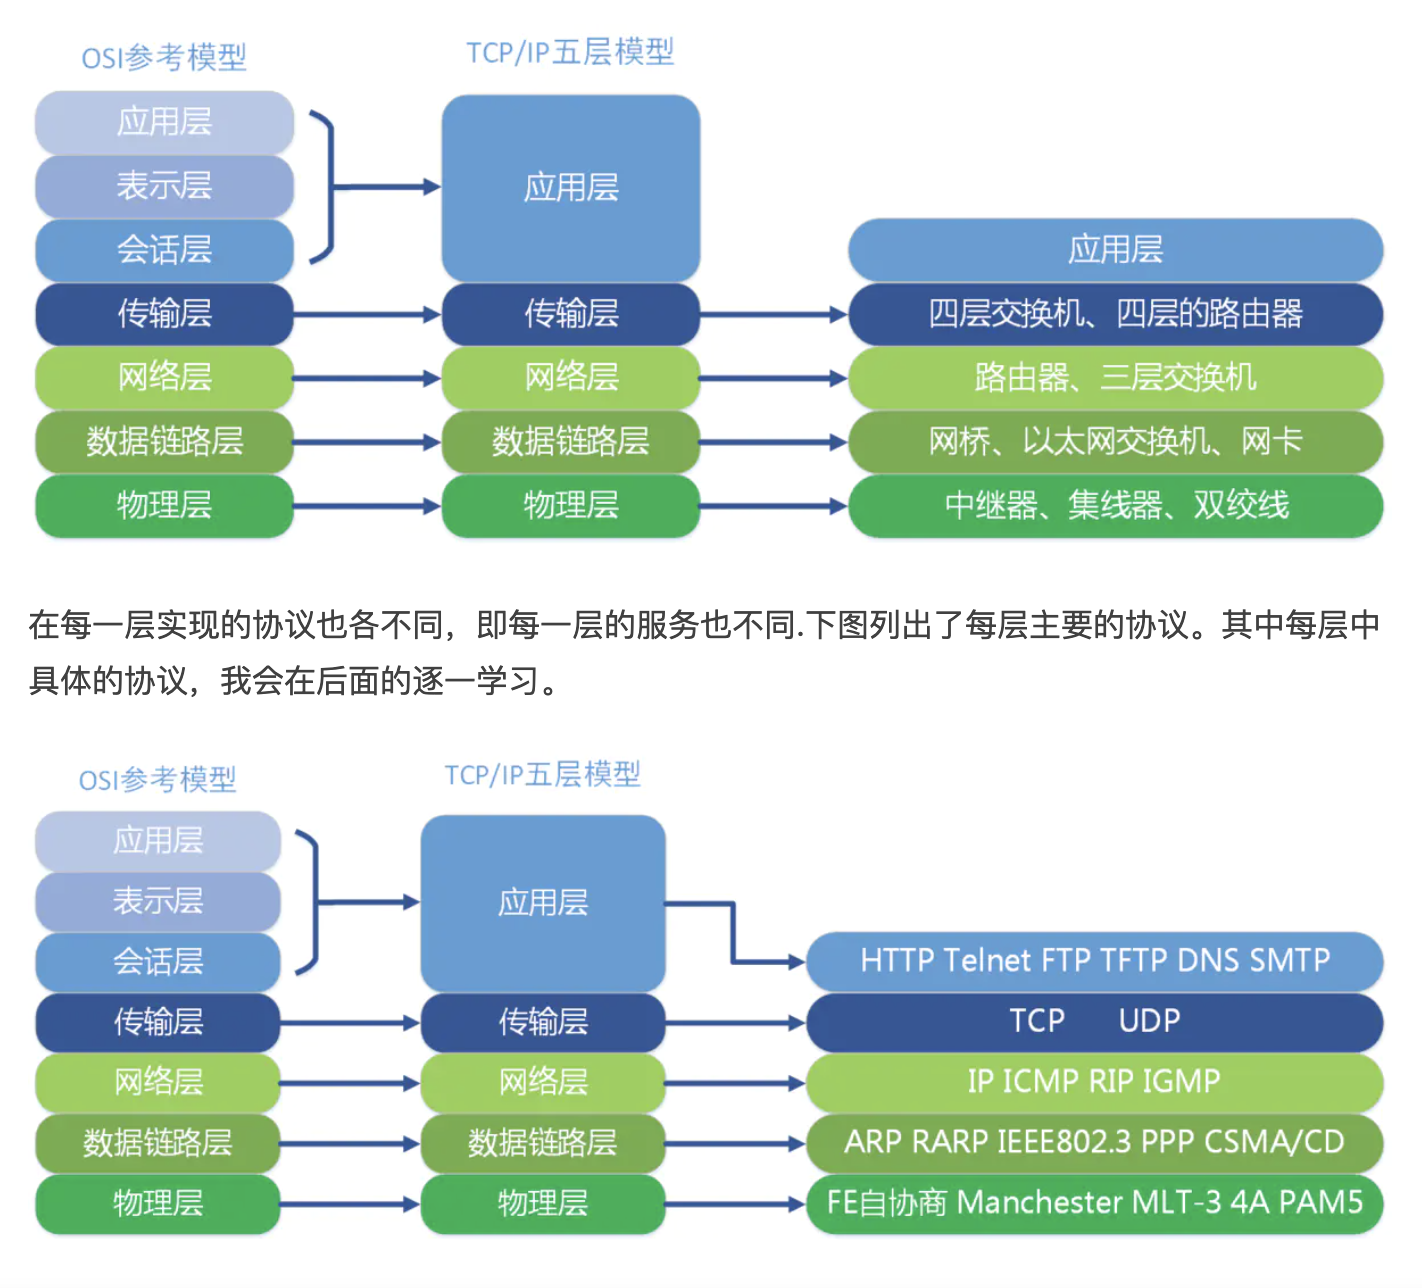 OSI参考模型
TCP/IP五层模型
应用层
表示层
会话层
传输层
网络层
数据链路层
物理层
应用层
传输层
网络层
数据链路层
物理层
应用层
四层交换机、四层的路由器
路由器、三层交换机
网桥、以太网交换机、网卡
中继器、集线器、双绞线
在每一层实现的协议也各不同，即每一层的服务也不同.下图列出了每层主要的协议。其中每层中
具体的协议，我会在后面的逐一学习。
OSI参考模型
TCP/IP五层模型
应用层
表示层
会话层
传输层
网络层
数据链路层
物理层
应用层
传输层
网络层
数据链路层
物理层
HTTP Telnet FTP TFTP DNS SMTP
TCP UDP
IP ICMP RIP IGMP
ARP RARP IEEE802.3 PPP CSMA/CD
FE自协商 Manchester MLT-3 4A PAM5